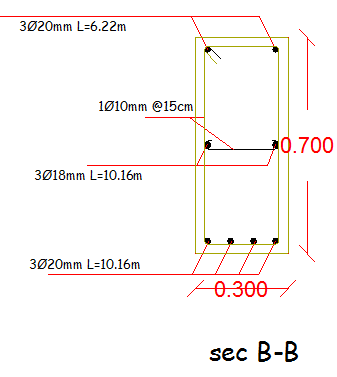 3Ø20mm L=6.22m
1Ø10mm @15cm
0.700
3Ø18mm L=10.16m
3Ø20mm L=10.16m
0.300
sec B-B